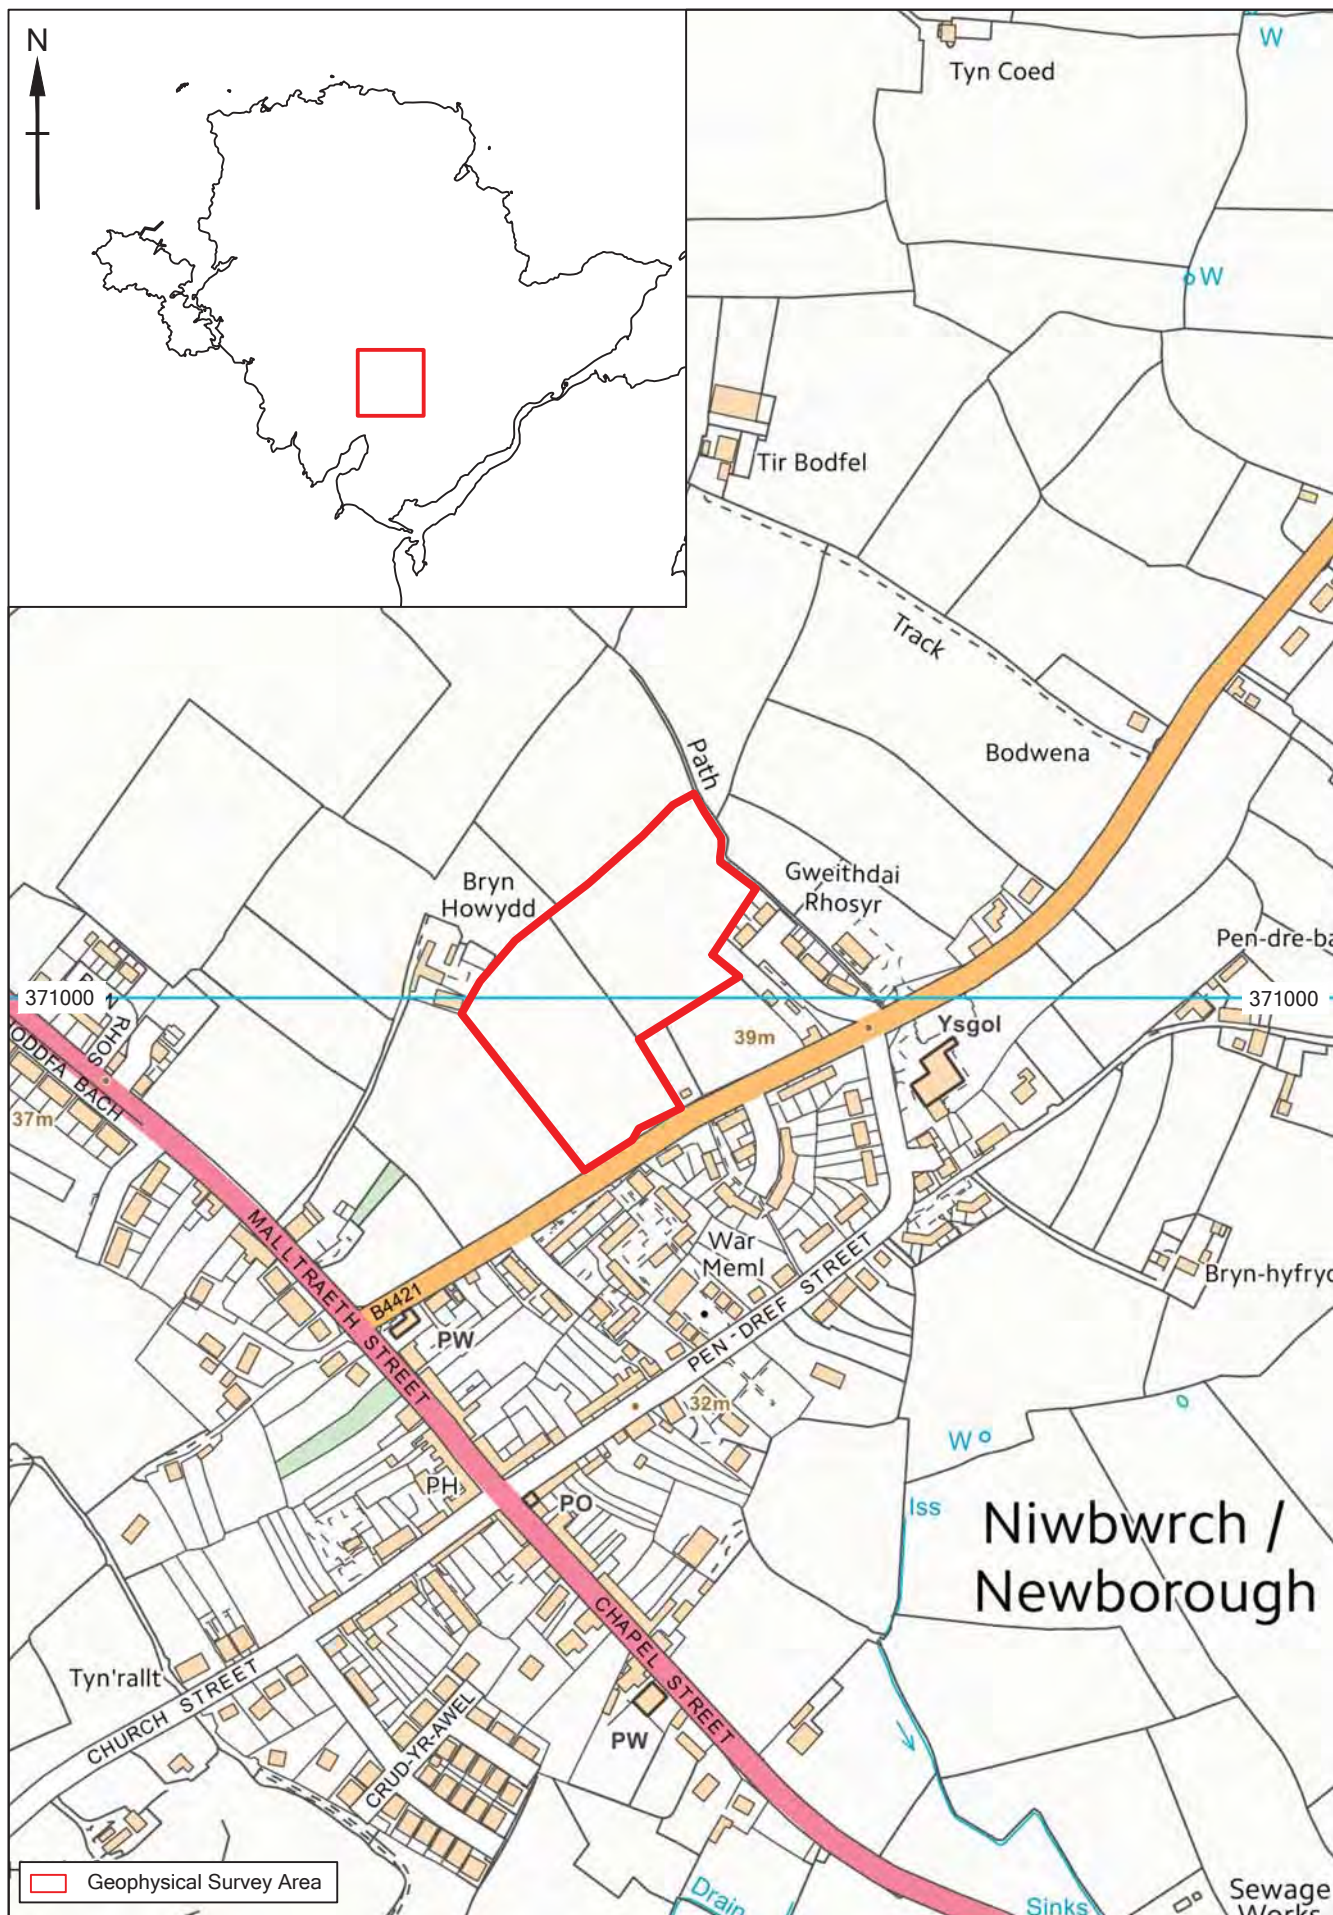 N
Tyn Coed
W
W
Tir Bodfel
Track
Bodwena
Path
Gweithdai
Rhosyr
Bryn
Howydd
Pen-dre-ba
371000
371000
RHOS
ODDFA BACH
37m
39m
Ysgol
MALLTRAETH STREET
War
Meml
Bryn-hyfryd
B4421
PW
PEN-DREF STREET
32m
W
PH
PO
Iss
Niwbwrch /
Newborough
CHAPEL STREET
Tyn'rallt
CHURCH STREET
CRUD-YR-AWEL
PW
Geophysical Survey Area
Drain
Sinks
Sewage
Works